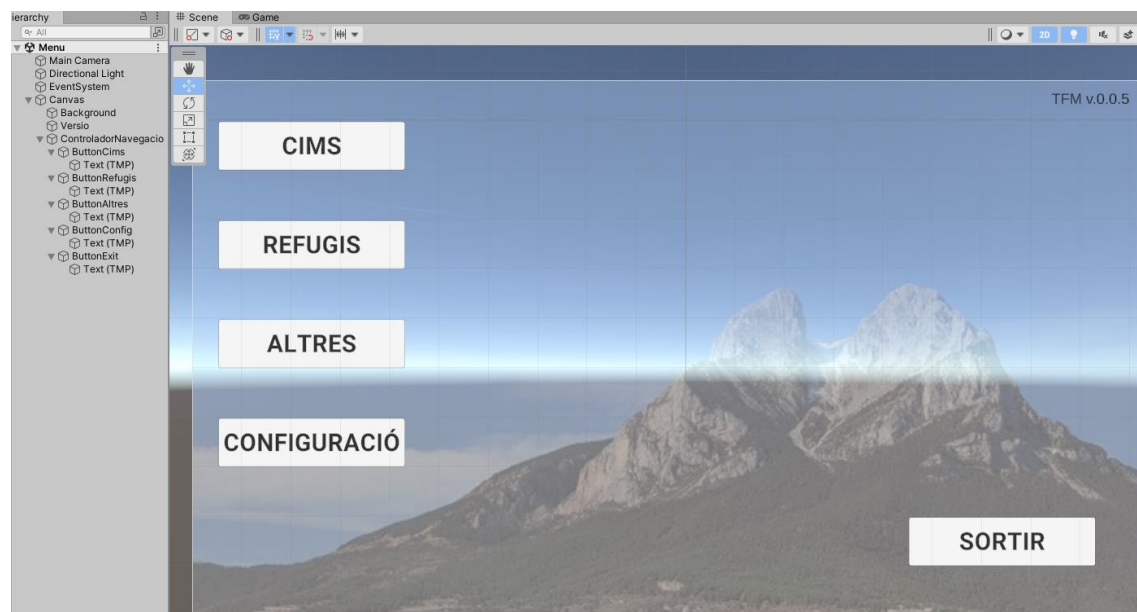 ierarchy
# Scene
Game
All
2D
Menu
Main Camera
Directional Light
EventSystem
Canvas
Background
Versio
ControladorNavegacio
ButtonCims
Text (TMP)
ButtonRefugis
Text (TMP)
ButtonAltres
Text (TMP)
ButtonConfig
Text (TMP)
ButtonExit
Text (TMP)
TFM v.0.0.5
CIMS
REFUGIS
ALTRES
CONFIGURACIÓ
SORTIR